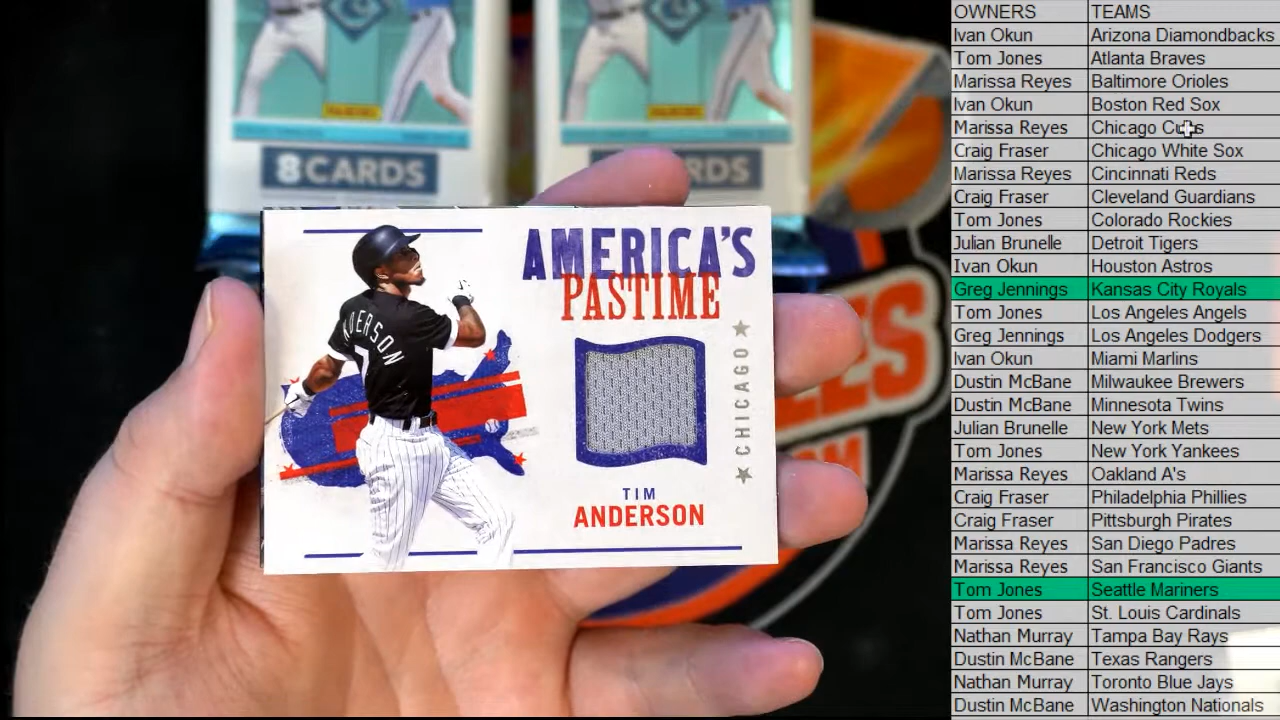 8 CARDS
RDS
AMERICA'S
PASTIME
ANDERSON
7
CHICAGO
TIM
ANDERSON
OWNERS TEAMS
Ivan Okun Arizona Diamondbacks
Tom Jones Atlanta Braves
Marissa Reyes Baltimore Orioles
Ivan Okun Boston Red Sox
Marissa Reyes Chicago Cubs
Craig Fraser Chicago White Sox
Marissa Reyes Cincinnati Reds
Craig Fraser Cleveland Guardians
Tom Jones Colorado Rockies
Julian Brunelle Detroit Tigers
Ivan Okun Houston Astros
Greg Jennings Kansas City Royals
Tom Jones Los Angeles Angels
Greg Jennings Los Angeles Dodgers
Ivan Okun Miami Marlins
Dustin McBane Milwaukee Brewers
Dustin McBane Minnesota Twins
Julian Brunelle New York Mets
Tom Jones New York Yankees
Marissa Reyes Oakland A's
Craig Fraser Philadelphia Phillies
Craig Fraser Pittsburgh Pirates
Marissa Reyes San Diego Padres
Marissa Reyes San Francisco Giants
Tom Jones Seattle Mariners
Tom Jones St. Louis Cardinals
Nathan Murray Tampa Bay Rays
Dustin McBane Texas Rangers
Nathan Murray Toronto Blue Jays
Dustin McBane Washington Nationals